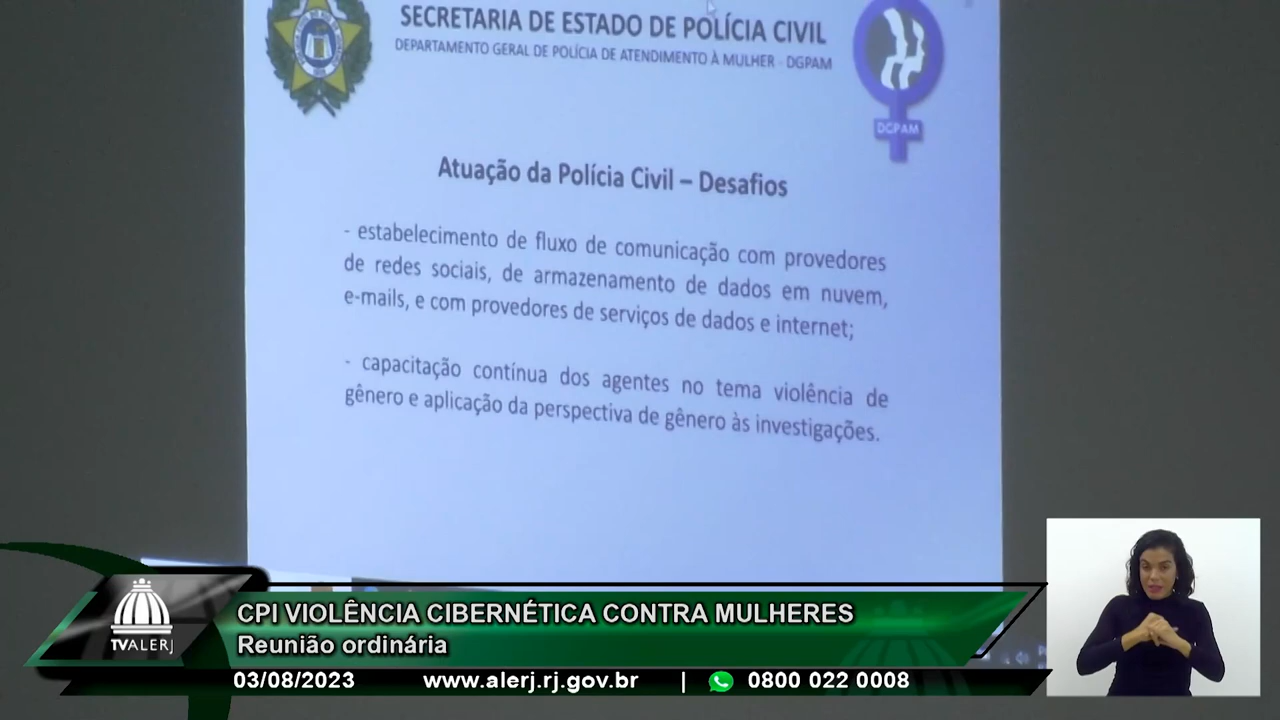 SECRETARIA DE ESTADO DE POLÍCIA CIVIL
DEPARTAMENTO GERAL DE POLÍCIA DE ATENDIMENTO À MULHER - DGPAM
DGPAM
Atuação da Polícia Civil – Desafios
- estabelecimento de fluxo de comunicação com provedores
de redes sociais, de armazenamento de dados em nuvem,
e-mails, e com provedores de serviços de dados e internet;
- capacitação contínua dos agentes no tema violência de
gênero e aplicação da perspectiva de gênero às investigações.
CPI VIOLÊNCIA CIBERNÉTICA CONTRA MULHERES
Reunião ordinária
TVALERJ
03/08/2023 www.alerj.rj.gov.br | 0800 022 0008